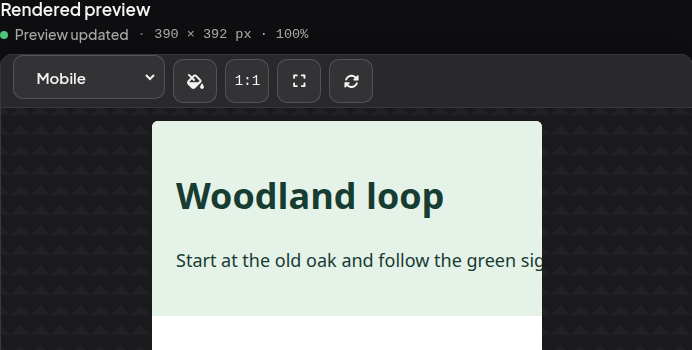 Rendered preview
Preview updated · 390 × 392 px · 100%
Mobile
1:1
Woodland loop
Start at the old oak and follow the green sig